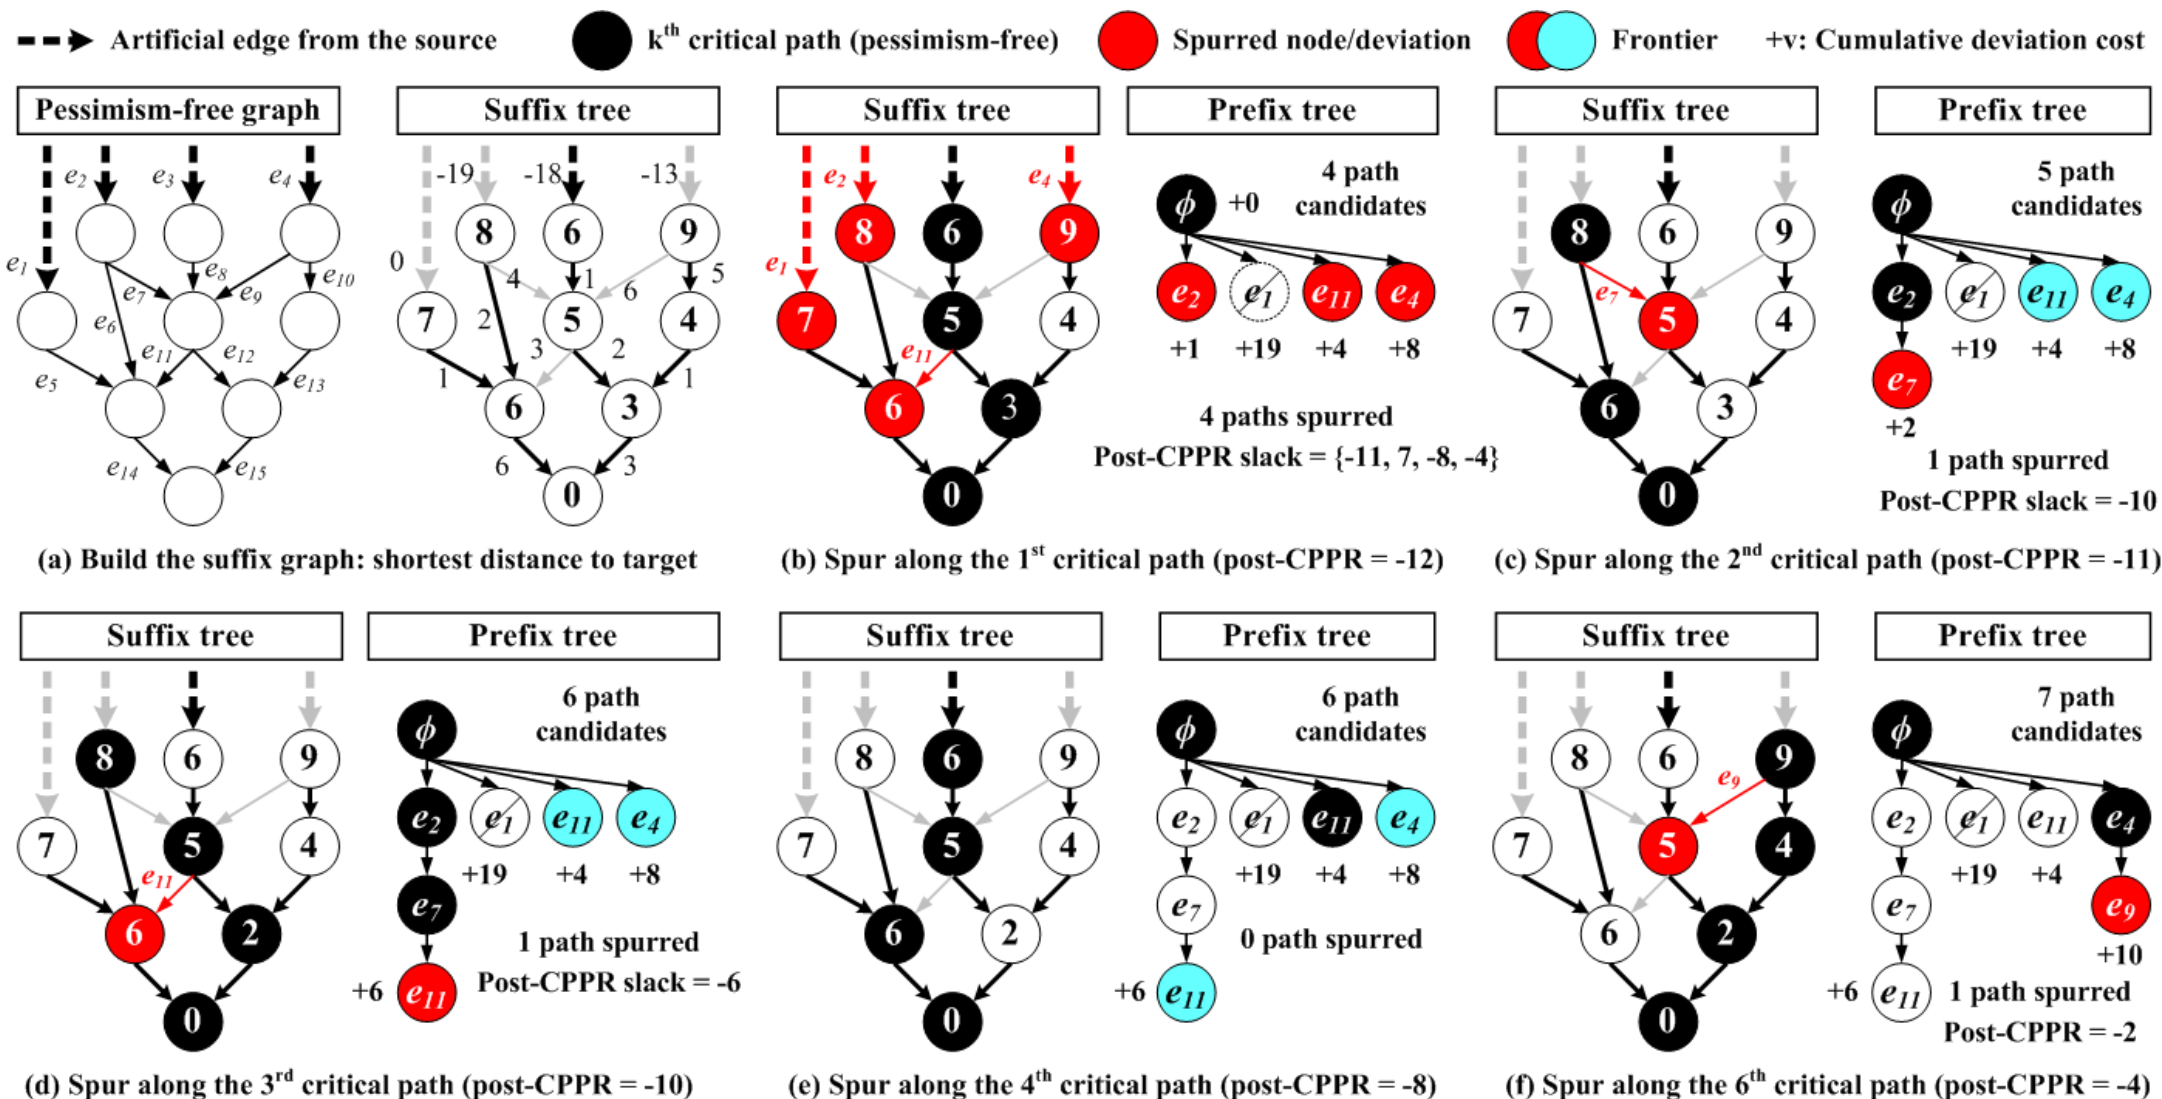 Artificial edge from the source
kth critical path (pessimism-free)
Spurred node/deviation
Frontier
+v: Cumulative deviation cost
Pessimism-free graph
e2 e3 e4
e1 e8 e10
e7 e9
e6
e11 e12
e5 e13
e14 e15
Suffix tree
-19 -18 -13
8 6 9
0 4 1 6 5
7 2 5 4
3 2
1 1
6 3
6 3
0
(a) Build the suffix graph: shortest distance to target
Suffix tree
e2 e4
8 6 9
e1
7 5 4
e11
6 3
0
Prefix tree
4 path
candidates
ϕ +0
e2 e1 e11 e4
+1 +19 +4 +8
4 paths spurred
Post-CPPR slack = {-11, 7, -8, -4}
(b) Spur along the 1st critical path (post-CPPR = -12)
Suffix tree
8 6 9
e7
7 5 4
6 3
0
Prefix tree
5 path
candidates
ϕ
e2 e1 e11 e4
+19 +4 +8
e7
+2
1 path spurred
Post-CPPR slack = -10
(c) Spur along the 2nd critical path (post-CPPR = -11)
Suffix tree
8 6 9
7 5 4
e11
6 2
0
Prefix tree
6 path
candidates
ϕ
e2 e1 e11 e4
+19 +4 +8
e7
1 path spurred
Post-CPPR slack = -6
+6 e11
(d) Spur along the 3rd critical path (post-CPPR = -10)
Suffix tree
8 6 9
7 5 4
6 2
0
Prefix tree
6 path
candidates
ϕ
e2 e1 e11 e4
+19 +4 +8
e7
0 path spurred
+6 e11
(e) Spur along the 4th critical path (post-CPPR = -8)
Suffix tree
8 6 9
e9
7 5 4
6 2
0
Prefix tree
7 path
candidates
ϕ
e2 e1 e11 e4
+19 +4
e7 e9
+10
+6 e11
1 path spurred
Post-CPPR = -2
(f) Spur along the 6th critical path (post-CPPR = -4)